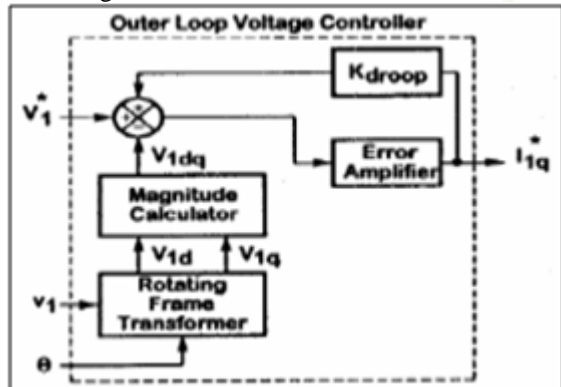 Outer Loop Voltage Controller
Kdroop
V1*
V1dq
Error
Amplifier
I1q*
Magnitude
Calculator
V1d
V1q
v1
Rotating
Frame
Transformer
θ